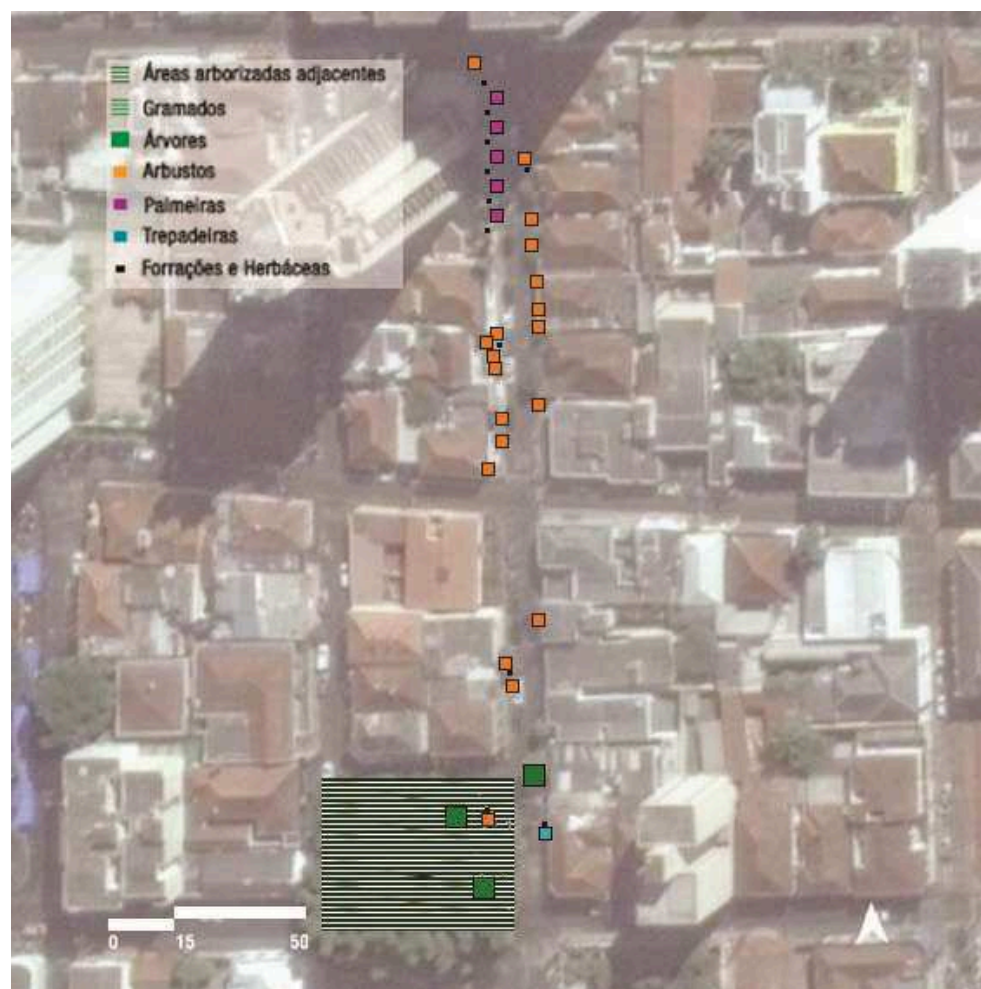 Áreas arborizadas adjacentes
Gramados
Árvores
Arbustos
Palmeiras
Trepadeiras
Forrações e Herbáceas
0 15 50